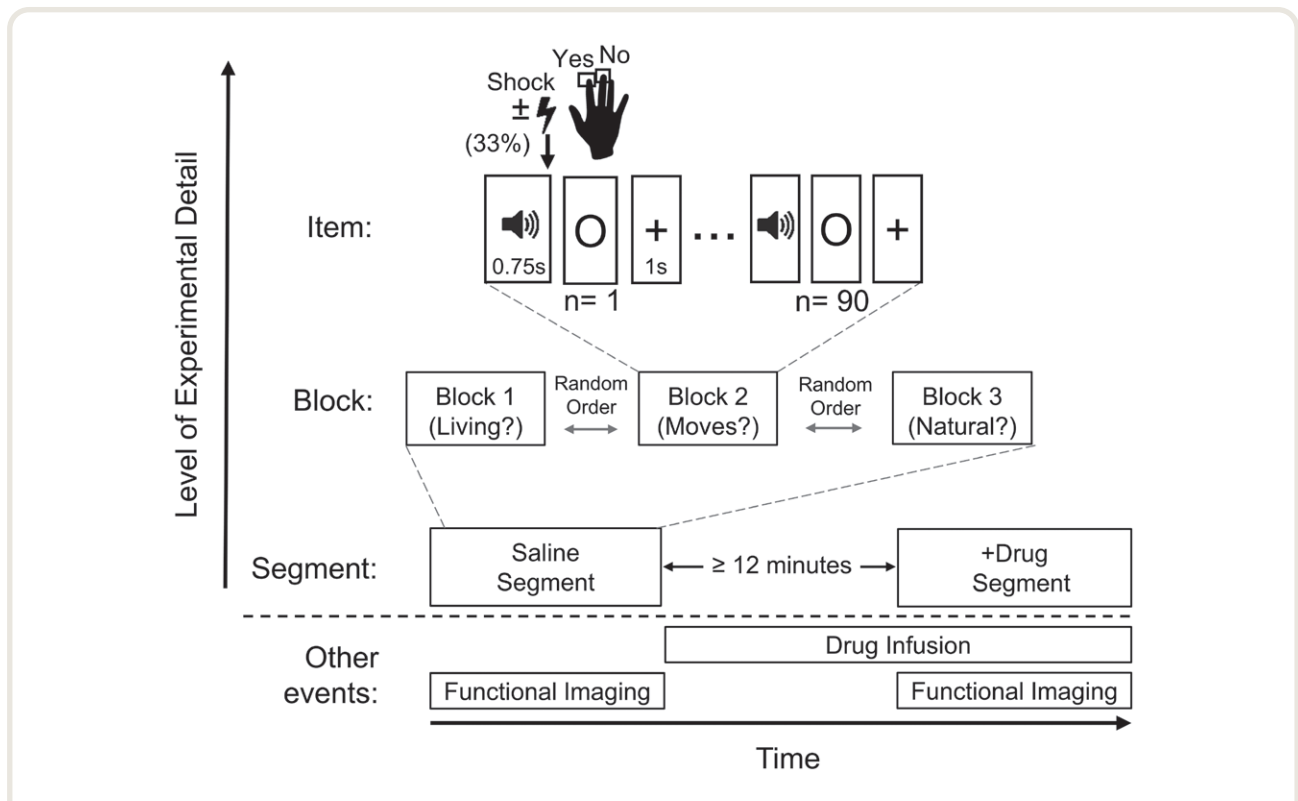 Level of Experimental Detail
Yes No
Shock
±
(33%)
Item:
O + ... O +
0.75s 1s
n= 1 n= 90
Block:
Block 1
(Living?)
Random
Order
Block 2
(Moves?)
Random
Order
Block 3
(Natural?)
Segment:
Saline
Segment
≥ 12 minutes
+Drug
Segment
Other
events:
Drug Infusion
Functional Imaging
Functional Imaging
Time